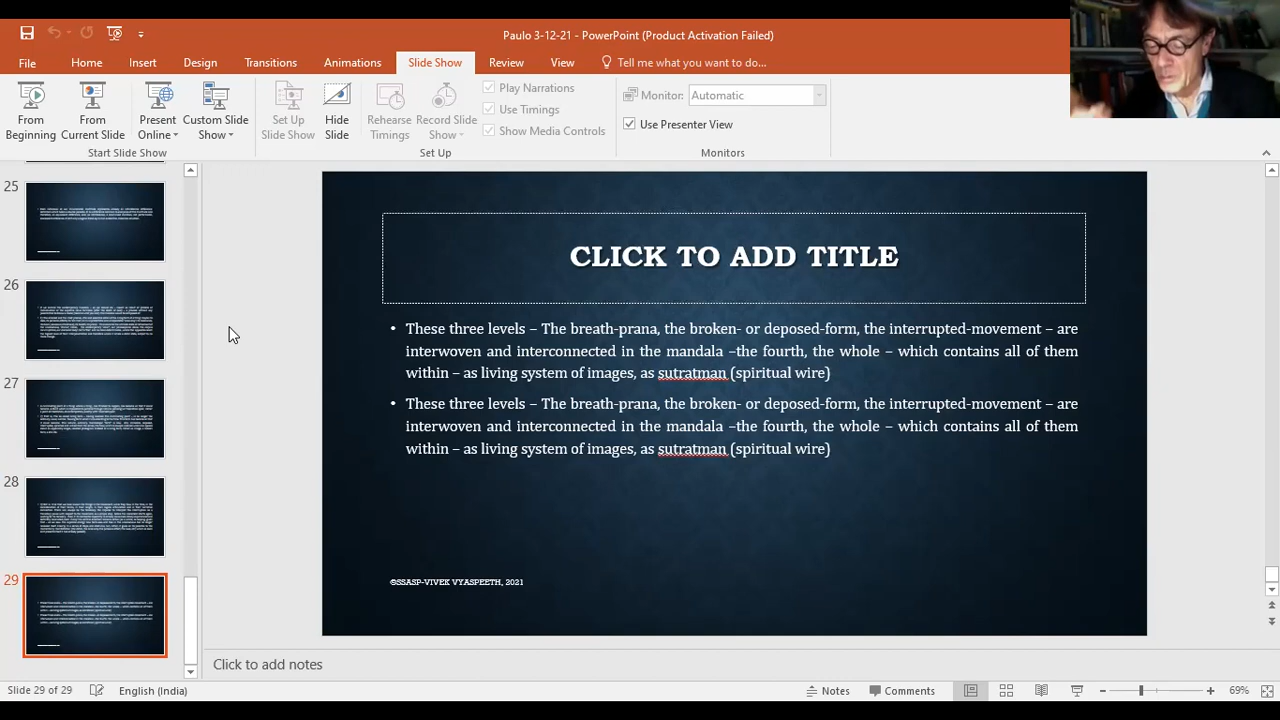 Paulo 3-12-21 - PowerPoint (Product Activation Failed)
File Home Insert Design Transitions Animations Slide Show Review View Tell me what you want to do...
From Beginning
From Current Slide
Present Online
Custom Slide Show
Set Up Slide Show
Hide Slide
Rehearse Timings
Record Slide Show
Play Narrations
Use Timings
Show Media Controls
Monitor: Automatic
Use Presenter View
Start Slide Show
Set Up
Monitors
25
26
27
28
29
CLICK TO ADD TITLE
• These three levels – The breath-prana, the broken- or deposed-form, the interrupted-movement – are
interwoven and interconnected in the mandala –the fourth, the whole – which contains all of them
within – as living system of images, as sutratman (spiritual wire)
• These three levels – The breath-prana, the broken- or deposed-form, the interrupted-movement – are
interwoven and interconnected in the mandala –the fourth, the whole – which contains all of them
within – as living system of images, as sutratman (spiritual wire)
©SSASP-VIVEK VYASPEETH, 2021
Click to add notes
Slide 29 of 29 English (India) Notes Comments 69%